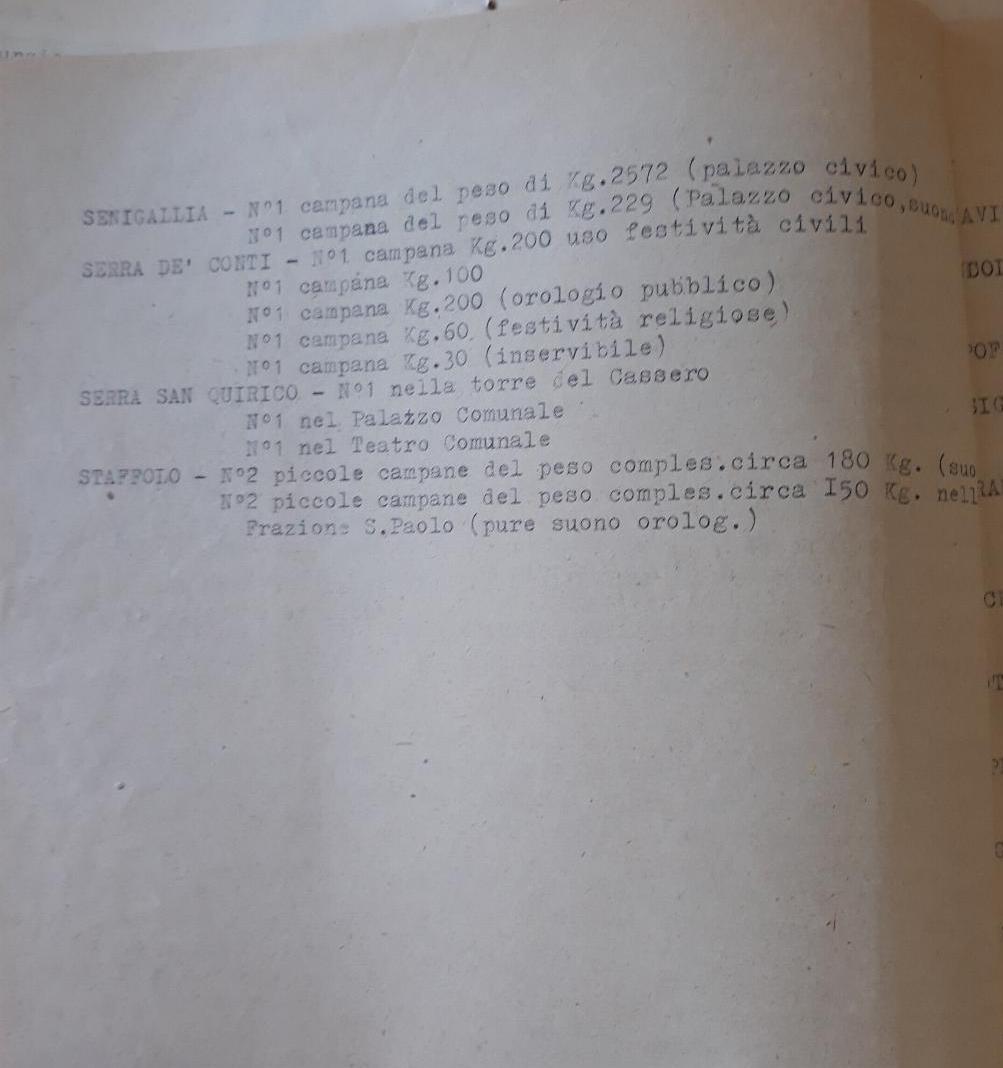 SENIGALLIA - N°1 campana del peso di Kg.2572 (palazzo civico)
N°1 campana del peso di Kg.229 (Palazzo civico,suono
SERRA DE' CONTI - N°1 campana Kg.200 uso festività civili
N°1 campana Kg.100
N°1 campana Kg.200 (orologio pubblico)
N°1 campana Kg.60 (festività religiose)
N°1 campana Kg.30 (inservibile)
SERRA SAN QUIRICO - N°1 nella torre del Cassero
N°1 nel Palazzo Comunale
N°1 nel Teatro Comunale
STAFFOLO - N°2 piccole campane del peso comples.circa 180 Kg. (suo
N°2 piccole campane del peso comples.circa I50 Kg. nell
Frazione S.Paolo (pure suono orolog.)